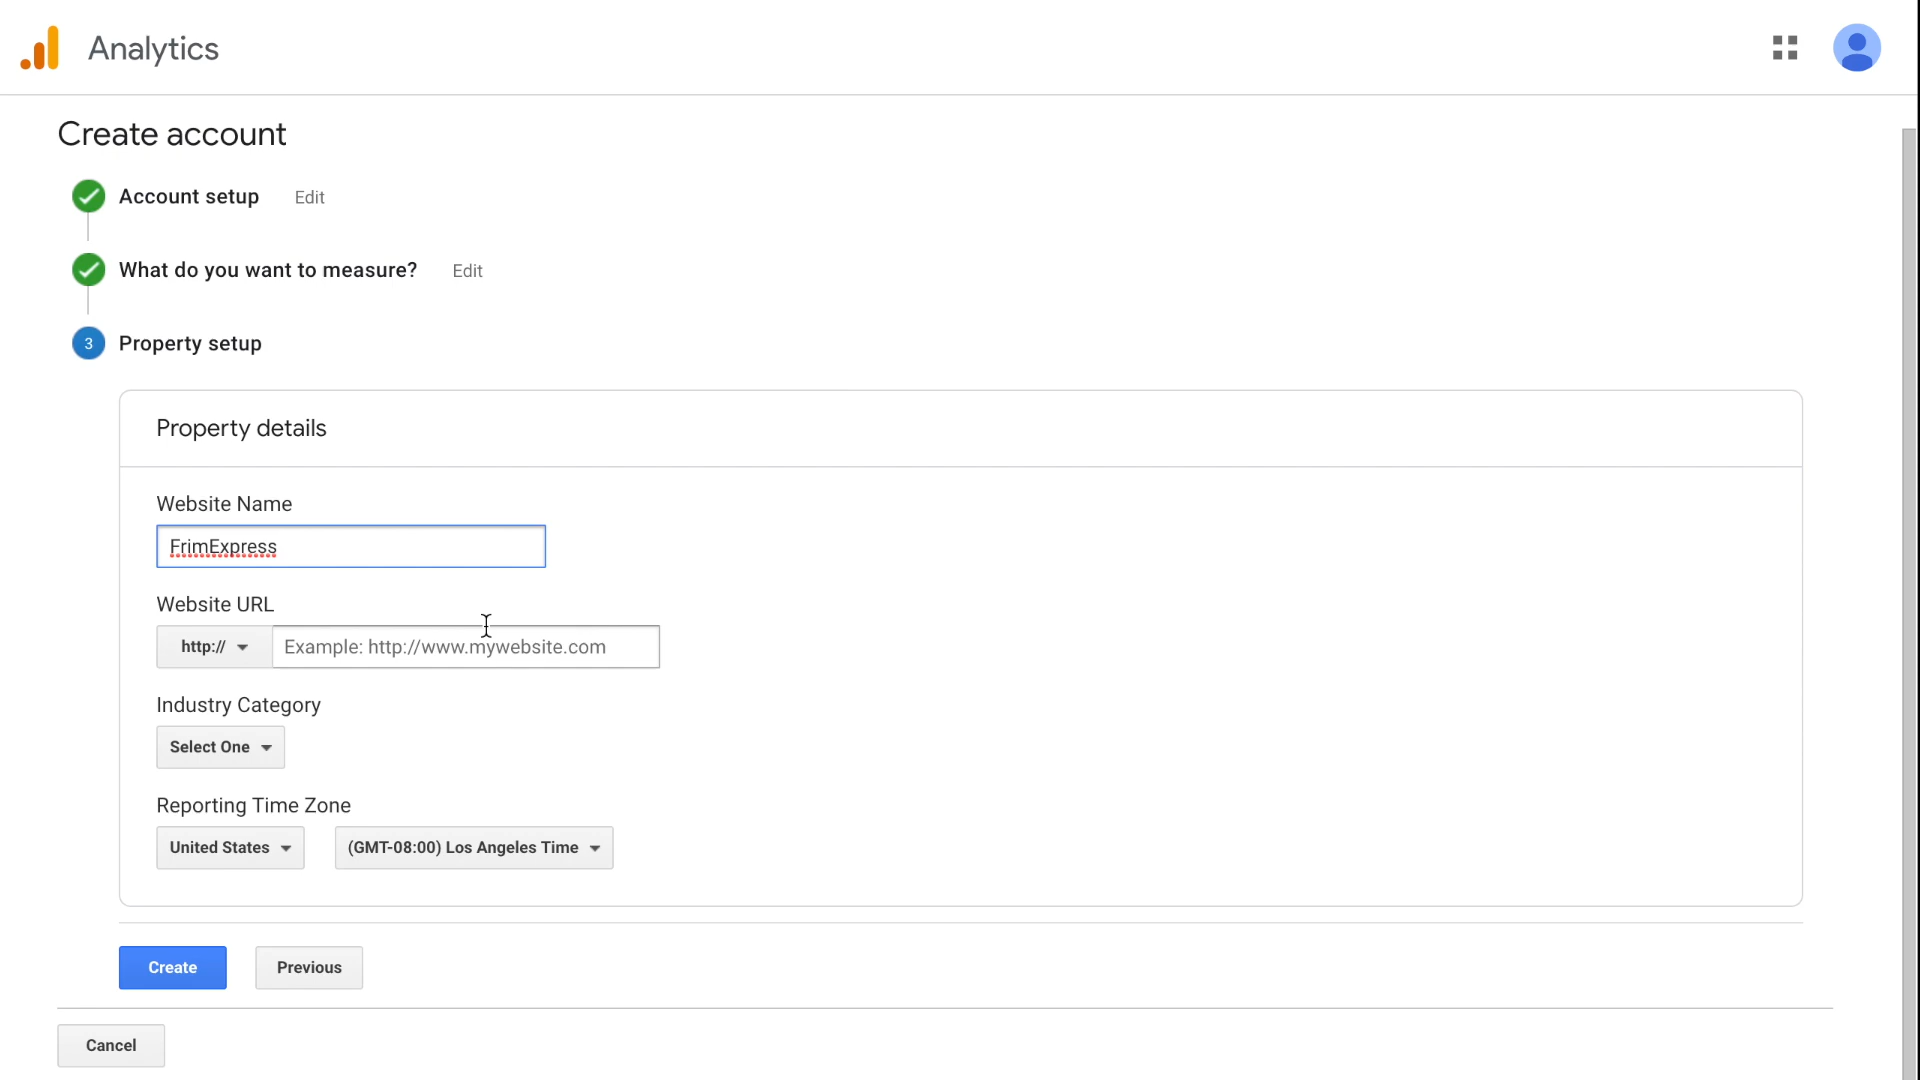 Analytics
Create account
Account setup Edit
What do you want to measure? Edit
3 Property setup
Property details
Website Name
FrimExpress
Website URL
http:// Example: http://www.mywebsite.com
Industry Category
Select One
Reporting Time Zone
United States (GMT-08:00) Los Angeles Time
Create Previous
Cancel